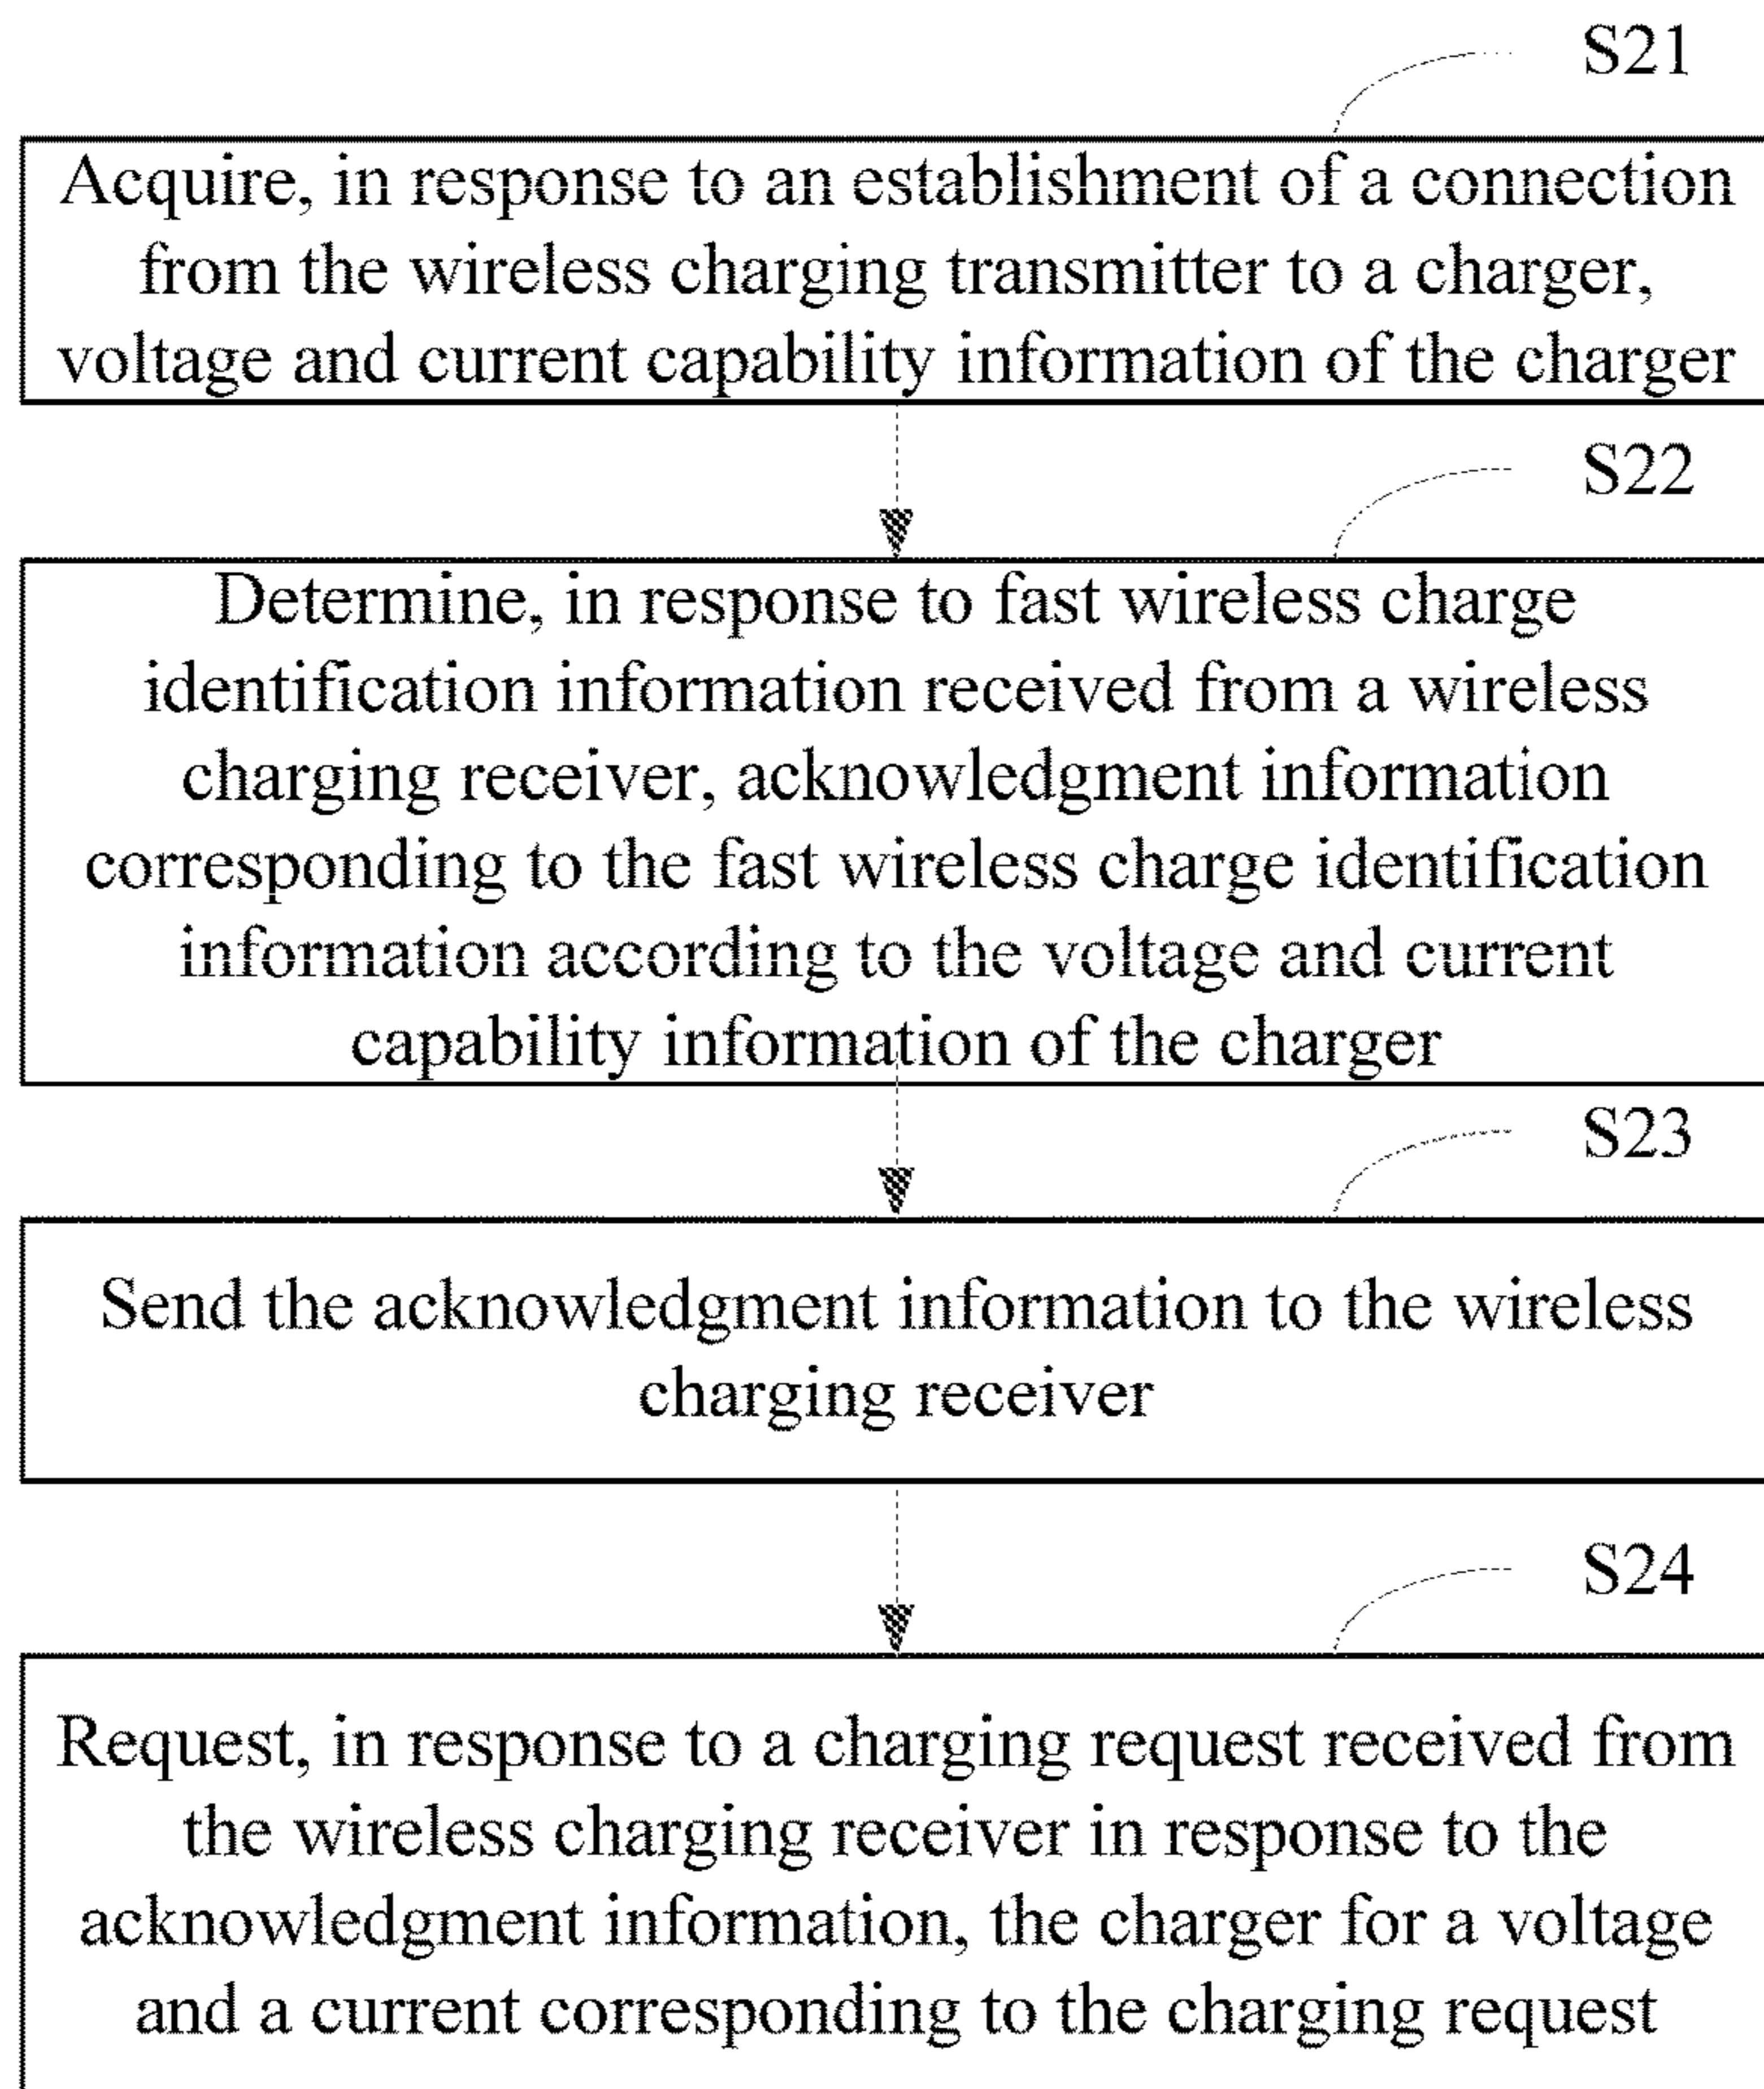 S21
Acquire, in response to an establishment of a connection
from the wireless charging transmitter to a charger,
voltage and current capability information of the charger
S22
Determine, in response to fast wireless charge
identification information received from a wireless
charging receiver, acknowledgment information
corresponding to the fast wireless charge identification
information according to the voltage and current
capability information of the charger
S23
Send the acknowledgment information to the wireless
charging receiver
S24
Request, in response to a charging request received from
the wireless charging receiver in response to the
acknowledgment information, the charger for a voltage
and a current corresponding to the charging request